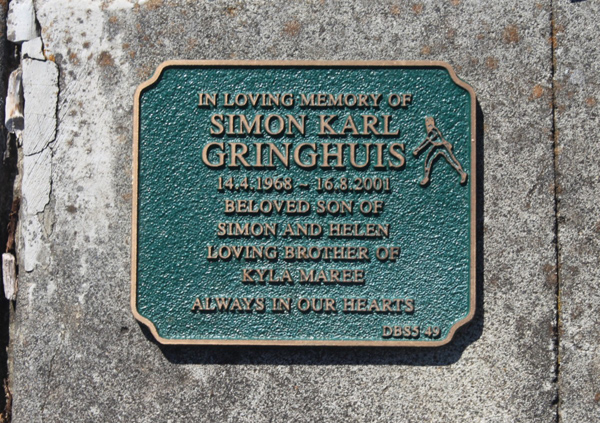 IN LOVING MEMORY OF
SIMON KARL
GRINGHUIS
14.4.1968 ~ 16.8.2001
BELOVED SON OF
SIMON AND HELEN
LOVING BROTHER OF
KYLA MAREE
ALWAYS IN OUR HEARTS
DBS5-49